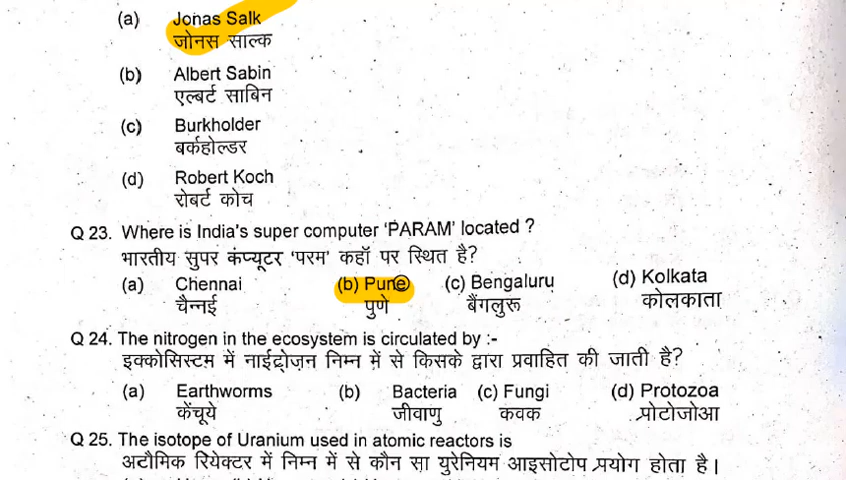 (a) Jonas Salk
जोनस साल्क
(b) Albert Sabin
एल्बर्ट साबिन
(c) Burkholder
बर्कहोल्डर
(d) Robert Koch
रोबर्ट कोच
Q 23. Where is India's super computer ‘PARAM’ located ?
भारतीय सुपर कंप्यूटर ‘परम’ कहॉ पर स्थित है?
(a) Chennai (b) Pune (c) Bengaluru (d) Kolkata
चैन्नई पुणे बैंगलुरू कोलकाता
Q 24. The nitrogen in the ecosystem is circulated by :-
इक्कोसिस्टम में नाईट्रोजन निम्न में से किसके द्वारा प्रवाहित की जाती है?
(a) Earthworms (b) Bacteria (c) Fungi (d) Protozoa
केंचूये जीवाणु कवक प्रोटोजोआ
Q 25. The isotope of Uranium used in atomic reactors is
अटौमिक रियेक्टर में निम्न में से कौन सा युरेनियम आइसोटोप प्रयोग होता है।